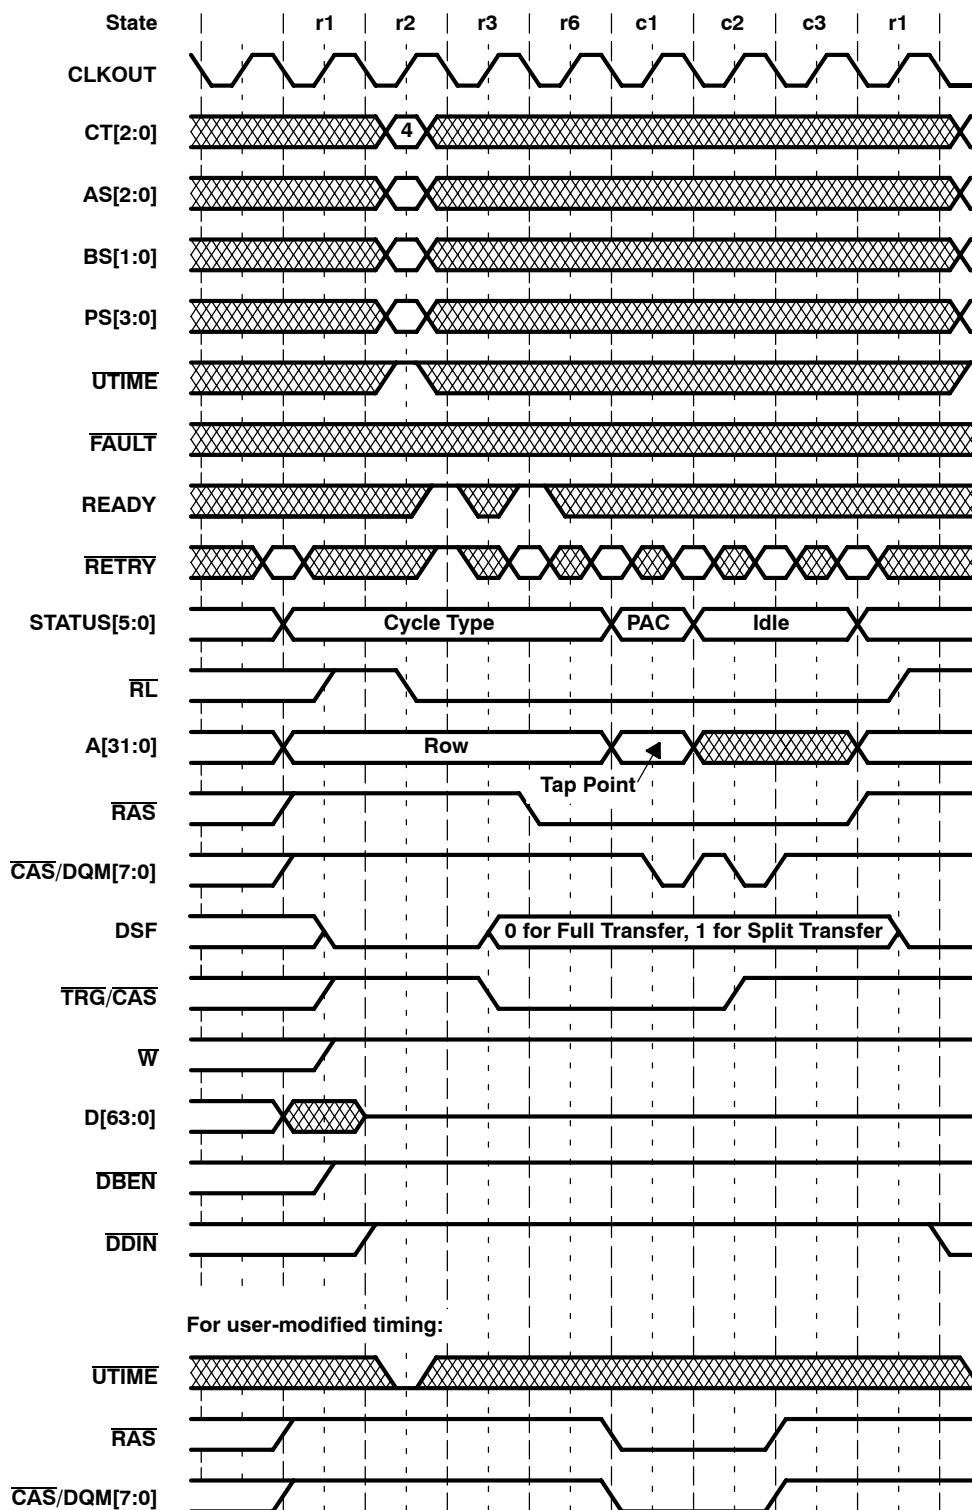 State r1 r2 r3 r6 c1 c2 c3 r1
CLKOUT
CT[2:0] 4
AS[2:0]
BS[1:0]
PS[3:0]
UTIME
FAULT
READY
RETRY
STATUS[5:0] Cycle Type PAC Idle
RL
A[31:0] Row
Tap Point
RAS
CAS/DQM[7:0]
DSF 0 for Full Transfer, 1 for Split Transfer
TRG/CAS
W
D[63:0]
DBEN
DDIN
For user-modified timing:
UTIME
RAS
CAS/DQM[7:0]